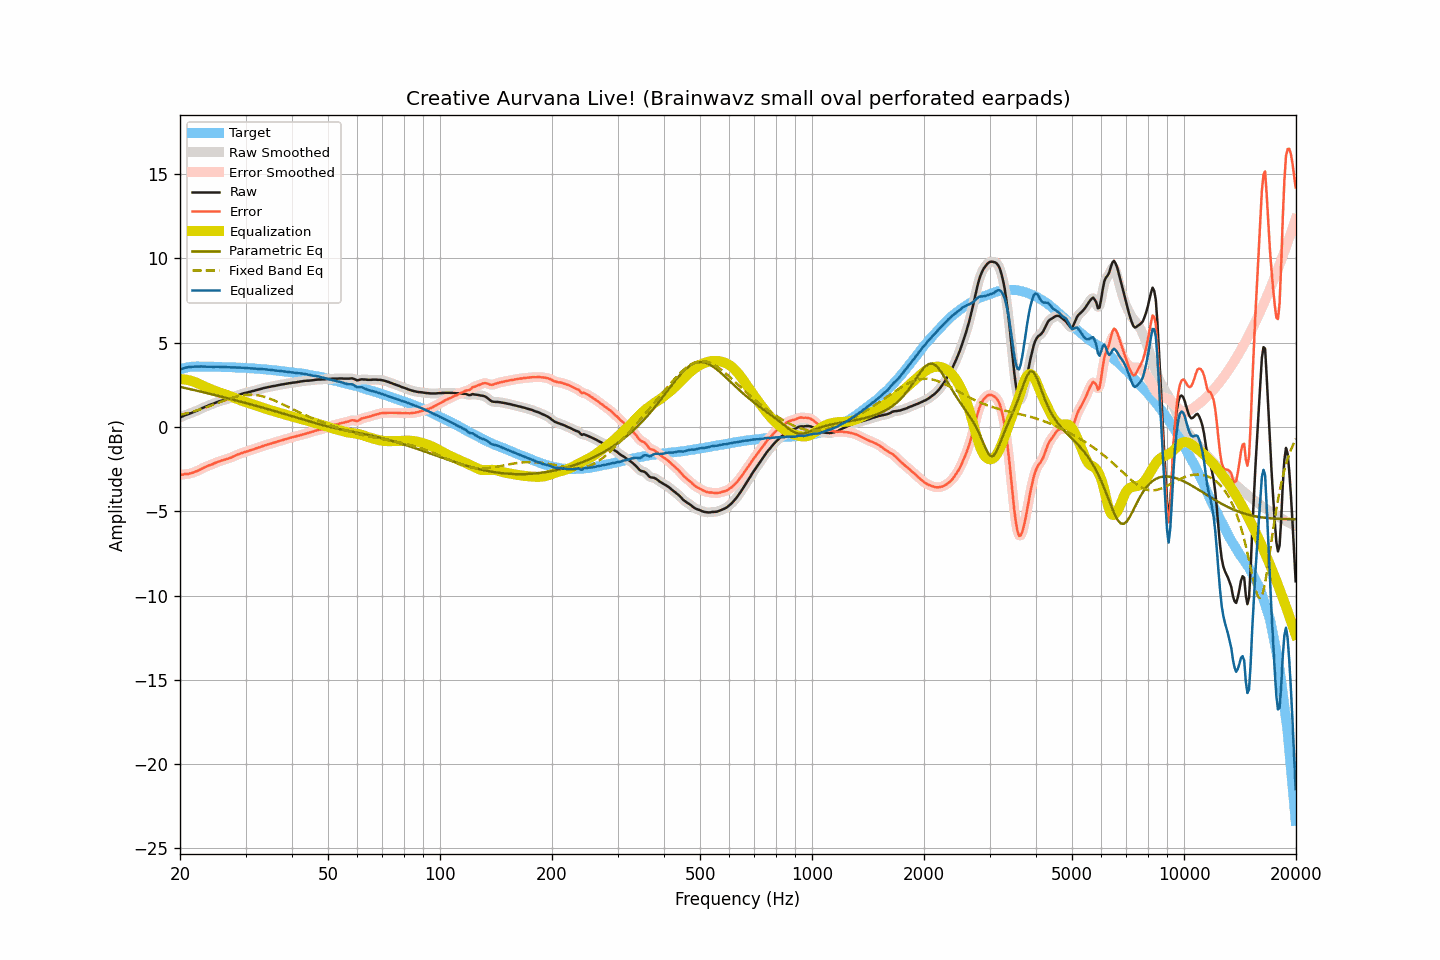 Creative Aurvana Live! (Brainwavz small oval perforated earpads)
Target
Raw Smoothed
Error Smoothed
Raw
Error
Equalization
Parametric Eq
Fixed Band Eq
Equalized
Amplitude (dBr)
15
10
5
0
−5
−10
−15
−20
−25
20
50
100
200
500
1000
2000
5000
10000
20000
Frequency (Hz)